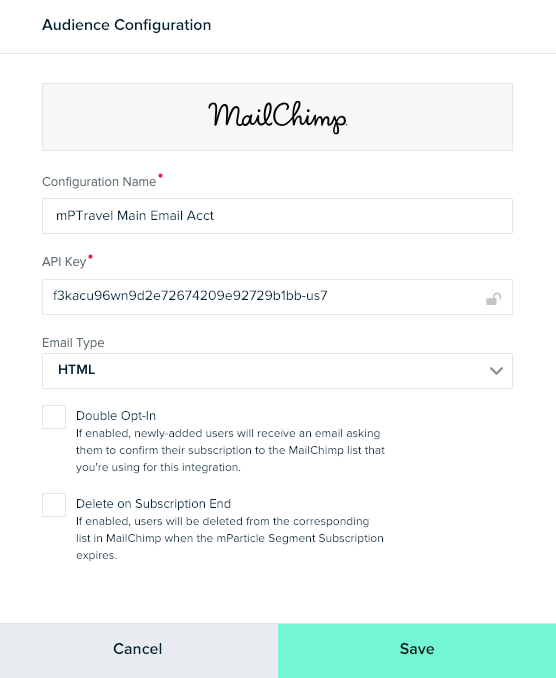 Audience Configuration
MailChimp
Configuration Name
mPTravel Main Email Acct
API Key
f3kacu96wn9d2e72674209e92729b1bb-us7
Email Type
HTML
Double Opt-In
If enabled, newly-added users will receive an email asking
them to confirm their subscription to the MailChimp list that
you're using for this integration.
Delete on Subscription End
If enabled, users will be deleted from the corresponding
list in MailChimp when the mParticle Segment Subscription
expires.
Cancel
Save